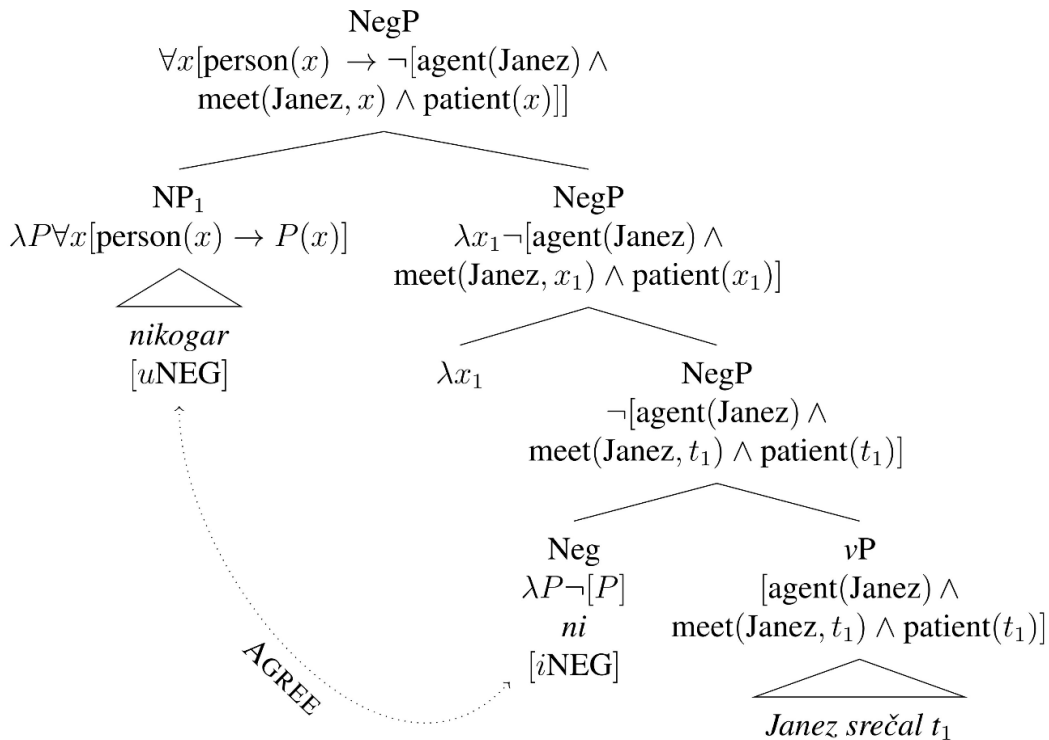 NegP
∀x[person(x) → ¬[agent(Janez) ∧
meet(Janez, x) ∧ patient(x)]]
NP₁
λP∀x[person(x) → P(x)]
nikogar
[uNEG]
NegP
λx₁¬[agent(Janez) ∧
meet(Janez, x₁) ∧ patient(x₁)]
λx₁
NegP
¬[agent(Janez) ∧
meet(Janez, t₁) ∧ patient(t₁)]
Neg
λP¬[P]
ni
[iNEG]
vP
[agent(Janez) ∧
meet(Janez, t₁) ∧ patient(t₁)]
Janez srečal t₁
AGREE